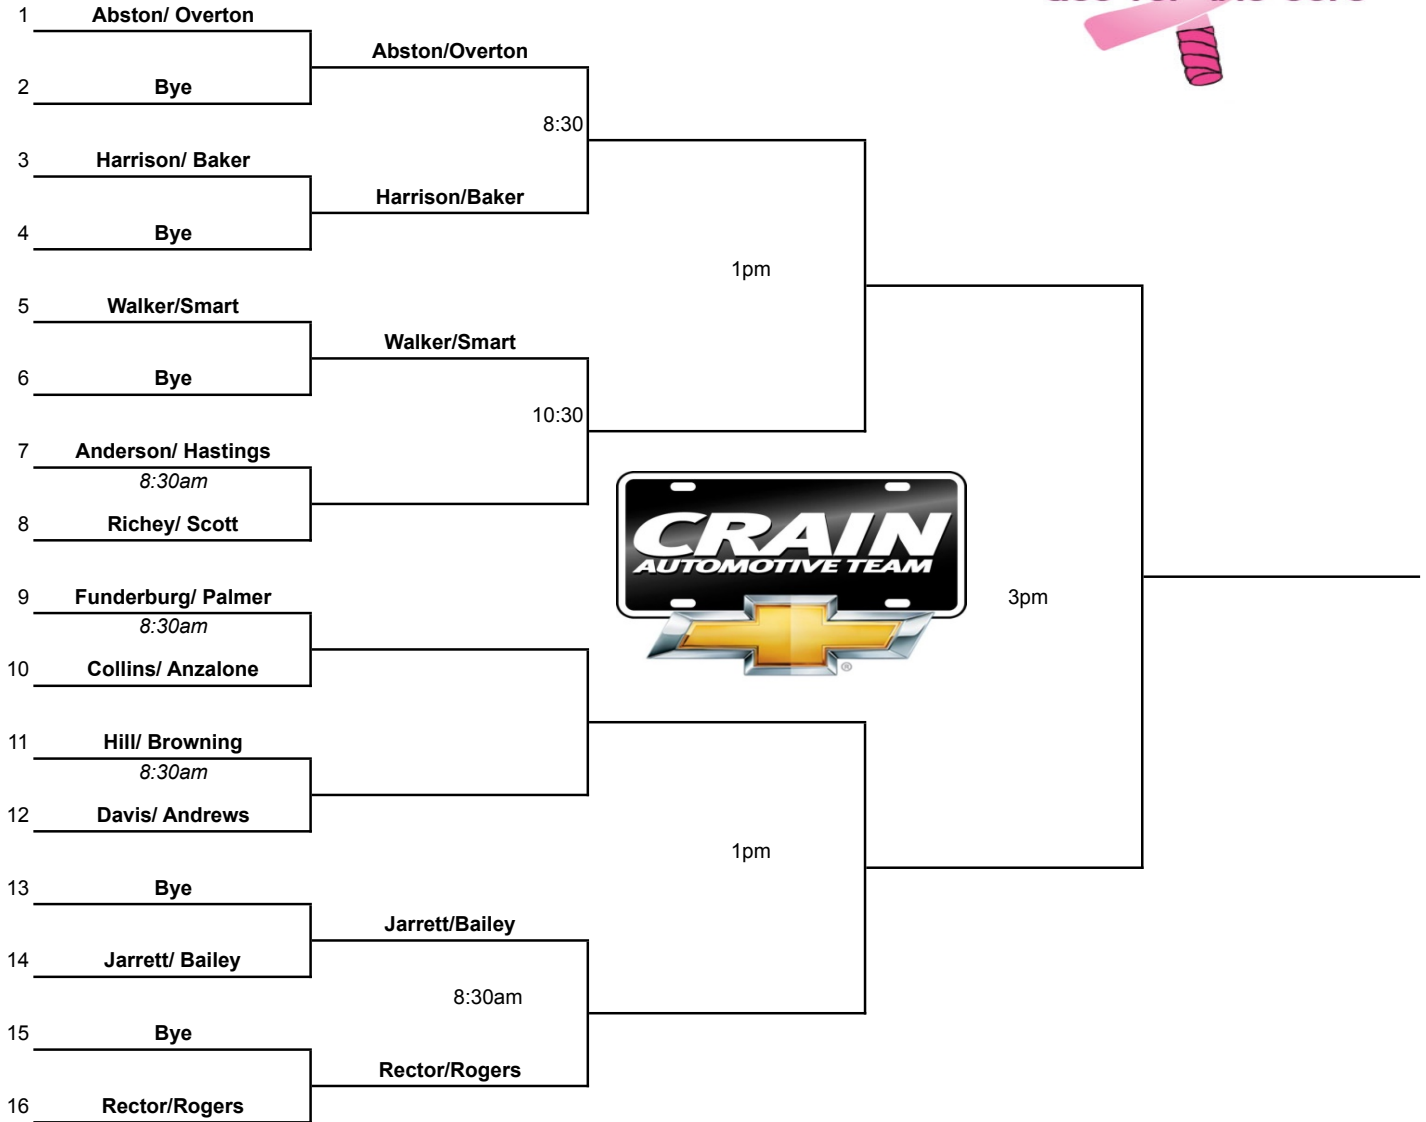 1 Abston/ Overton
Abston/Overton
2 Bye
8:30
3 Harrison/ Baker
Harrison/Baker
4 Bye
1pm
5 Walker/Smart
Walker/Smart
6 Bye
10:30
7 Anderson/ Hastings
8:30am
8 Richey/ Scott
CRAIN
AUTOMOTIVE TEAM
9 Funderburg/ Palmer
3pm
8:30am
10 Collins/ Anzalone
®
11 Hill/ Browning
8:30am
12 Davis/ Andrews
1pm
13 Bye
Jarrett/Bailey
14 Jarrett/ Bailey
8:30am
15 Bye
Rector/Rogers
16 Rector/Rogers